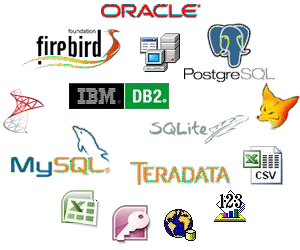 ORACLE®
foundation
firebird
PostgreSQL
IBM® DB2®
SQLite
MySQL®
TERADATA
CSV
123